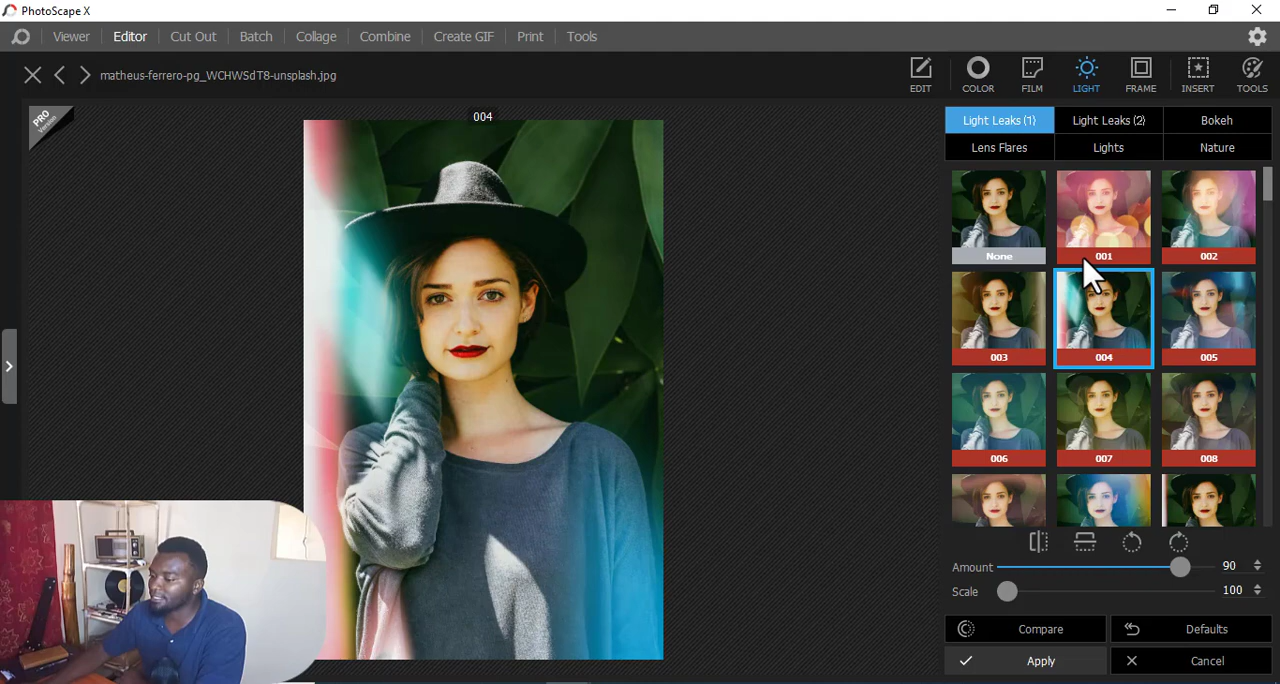 PhotoScape X
Viewer Editor Cut Out Batch Collage Combine Create GIF Print Tools
matheus-ferrero-pg_WCHWSdT8-unsplash.jpg
EDIT COLOR FILM LIGHT FRAME INSERT TOOLS
PRO
Version
004
Light Leaks (1) Light Leaks (2) Bokeh
Lens Flares Lights Nature
None 001 002
003 004 005
006 007 008
Amount 90
Scale 100
Compare Defaults
Apply Cancel